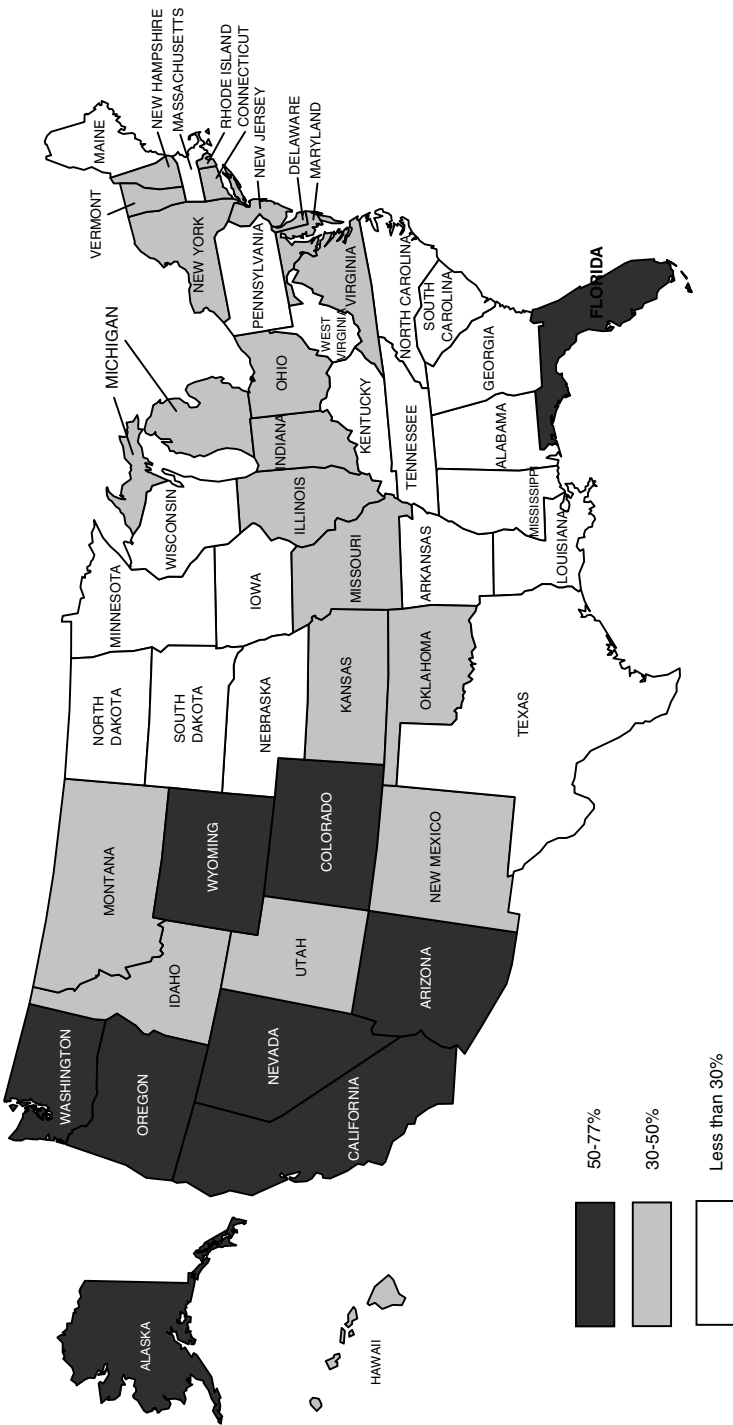 WASHINGTON
OREGON
CALIFORNIA
NEVADA
IDAHO
MONTANA
WYOMING
UTAH
ARIZONA
COLORADO
NEW MEXICO
NORTH
DAKOTA
SOUTH
DAKOTA
NEBRASKA
KANSAS
OKLAHOMA
TEXAS
MINNESOTA
IOWA
MISSOURI
ARKANSAS
LOUISIANA
WISCONSIN
ILLINOIS
MICHIGAN
INDIANA
OHIO
KENTUCKY
TENNESSEE
MISSISSIPPI
ALABAMA
GEORGIA
FLORIDA
SOUTH
CAROLINA
NORTH CAROLINA
VIRGINIA
WEST
VIRGINIA
PENNSYLVANIA
NEW YORK
VERMONT
MAINE
NEW HAMPSHIRE
MASSACHUSETTS
RHODE ISLAND
CONNECTICUT
NEW JERSEY
DELAWARE
MARYLAND
ALASKA
HAWAII
50-77%
30-50%
Less than 30%